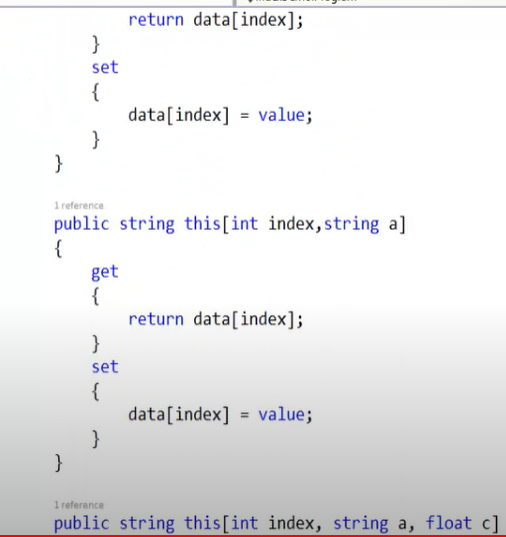 return data[index];
}
set
{
data[index] = value;
}
}
1 reference
public string this[int index,string a]
{
get
{
return data[index];
}
set
{
data[index] = value;
}
}
1 reference
public string this[int index, string a, float c]